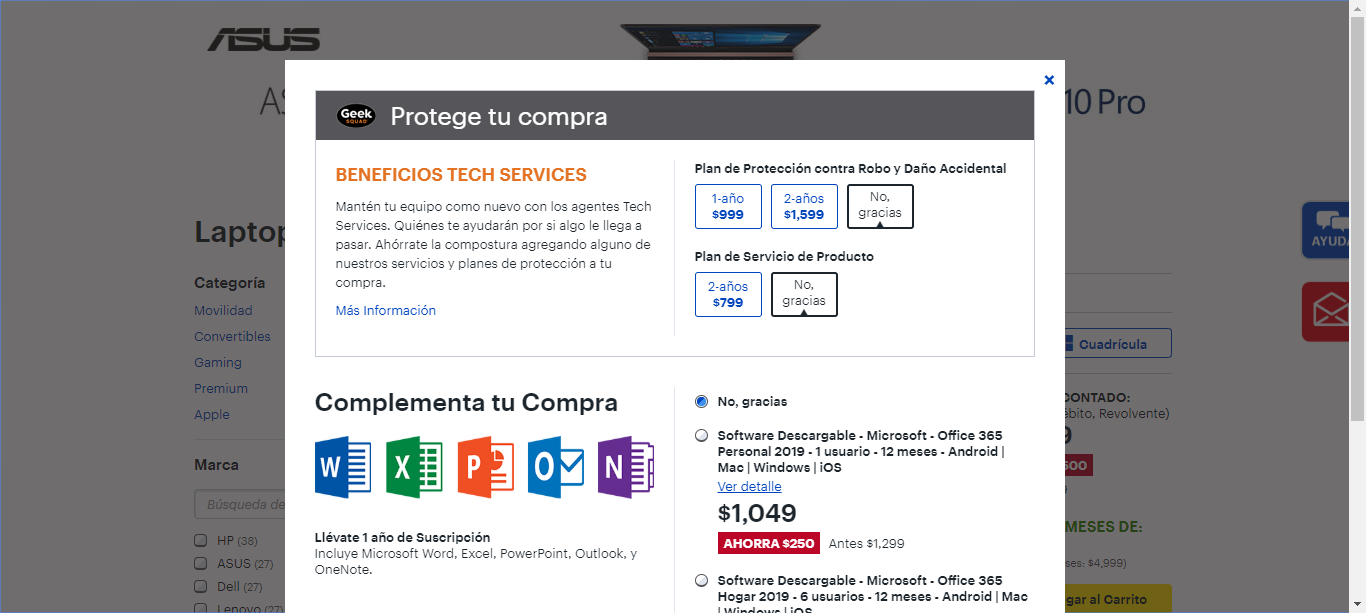 ASUS
10 Pro
Geek
SQUAD
Protege tu compra
BENEFICIOS TECH SERVICES
Mantén tu equipo como nuevo con los agentes Tech
Services. Quiénes te ayudarán por si algo le llega a
pasar. Ahórrate la compostura agregando alguno de
nuestros servicios y planes de protección a tu
compra.
Más Información
Plan de Protección contra Robo y Daño Accidental
1-año
$999
2-años
$1,599
No,
gracias
Plan de Servicio de Producto
2-años
$799
No,
gracias
AYUDA
Categoría
Movilidad
Convertibles
Gaming
Premium
Apple
Marca
Búsqueda de
HP (38)
ASUS (27)
Dell (27)
Lenovo (27)
Complementa tu Compra
W
X
P
O
N
Llévate 1 año de Suscripción
Incluye Microsoft Word, Excel, PowerPoint, Outlook, y
OneNote.
No, gracias
Software Descargable - Microsoft - Office 365
Personal 2019 - 1 usuario - 12 meses - Android |
Mac | Windows | iOS
Ver detalle
$1,049
AHORRA $250 Antes $1,299
Software Descargable - Microsoft - Office 365
Hogar 2019 - 6 usuarios - 12 meses - Android | Mac
| Windows | iOS
Cuadrícula
CONTADO:
Revolvente)
MESES DE:
$4,999)
al Carrito